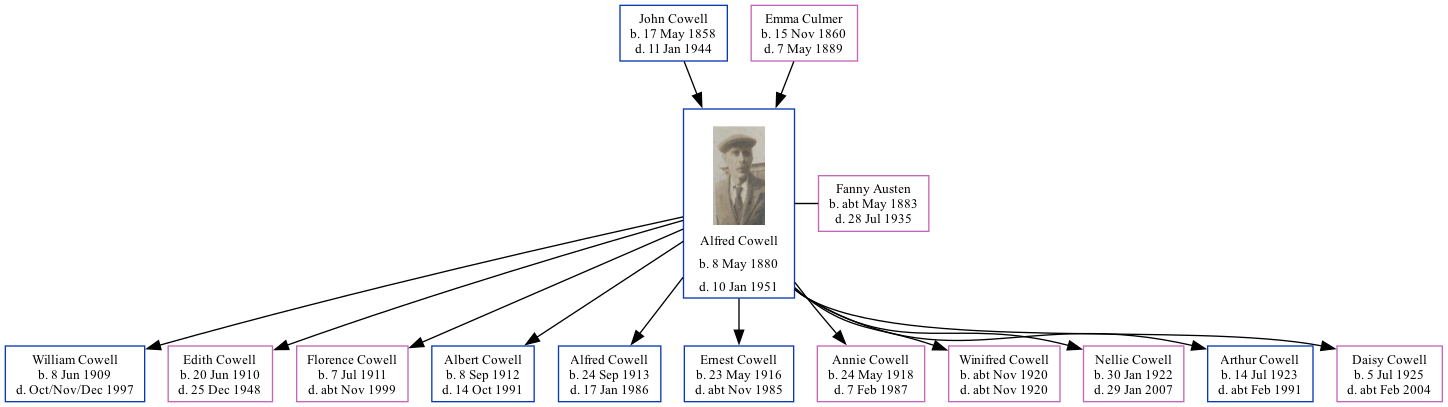 John Cowell
b. 17 May 1858
d. 11 Jan 1944
Emma Culmer
b. 15 Nov 1860
d. 7 May 1889
Alfred Cowell
b. 8 May 1880
d. 10 Jan 1951
Fanny Austen
b. abt May 1883
d. 28 Jul 1935
William Cowell
b. 8 Jun 1909
d. Oct/Nov/Dec 1997
Edith Cowell
b. 20 Jun 1910
d. 25 Dec 1948
Florence Cowell
b. 7 Jul 1911
d. abt Nov 1999
Albert Cowell
b. 8 Sep 1912
d. 14 Oct 1991
Alfred Cowell
b. 24 Sep 1913
d. 17 Jan 1986
Ernest Cowell
b. 23 May 1916
d. abt Nov 1985
Annie Cowell
b. 24 May 1918
d. 7 Feb 1987
Winifred Cowell
b. abt Nov 1920
d. abt Nov 1920
Nellie Cowell
b. 30 Jan 1922
d. 29 Jan 2007
Arthur Cowell
b. 14 Jul 1923
d. abt Feb 1991
Daisy Cowell
b. 5 Jul 1925
d. abt Feb 2004